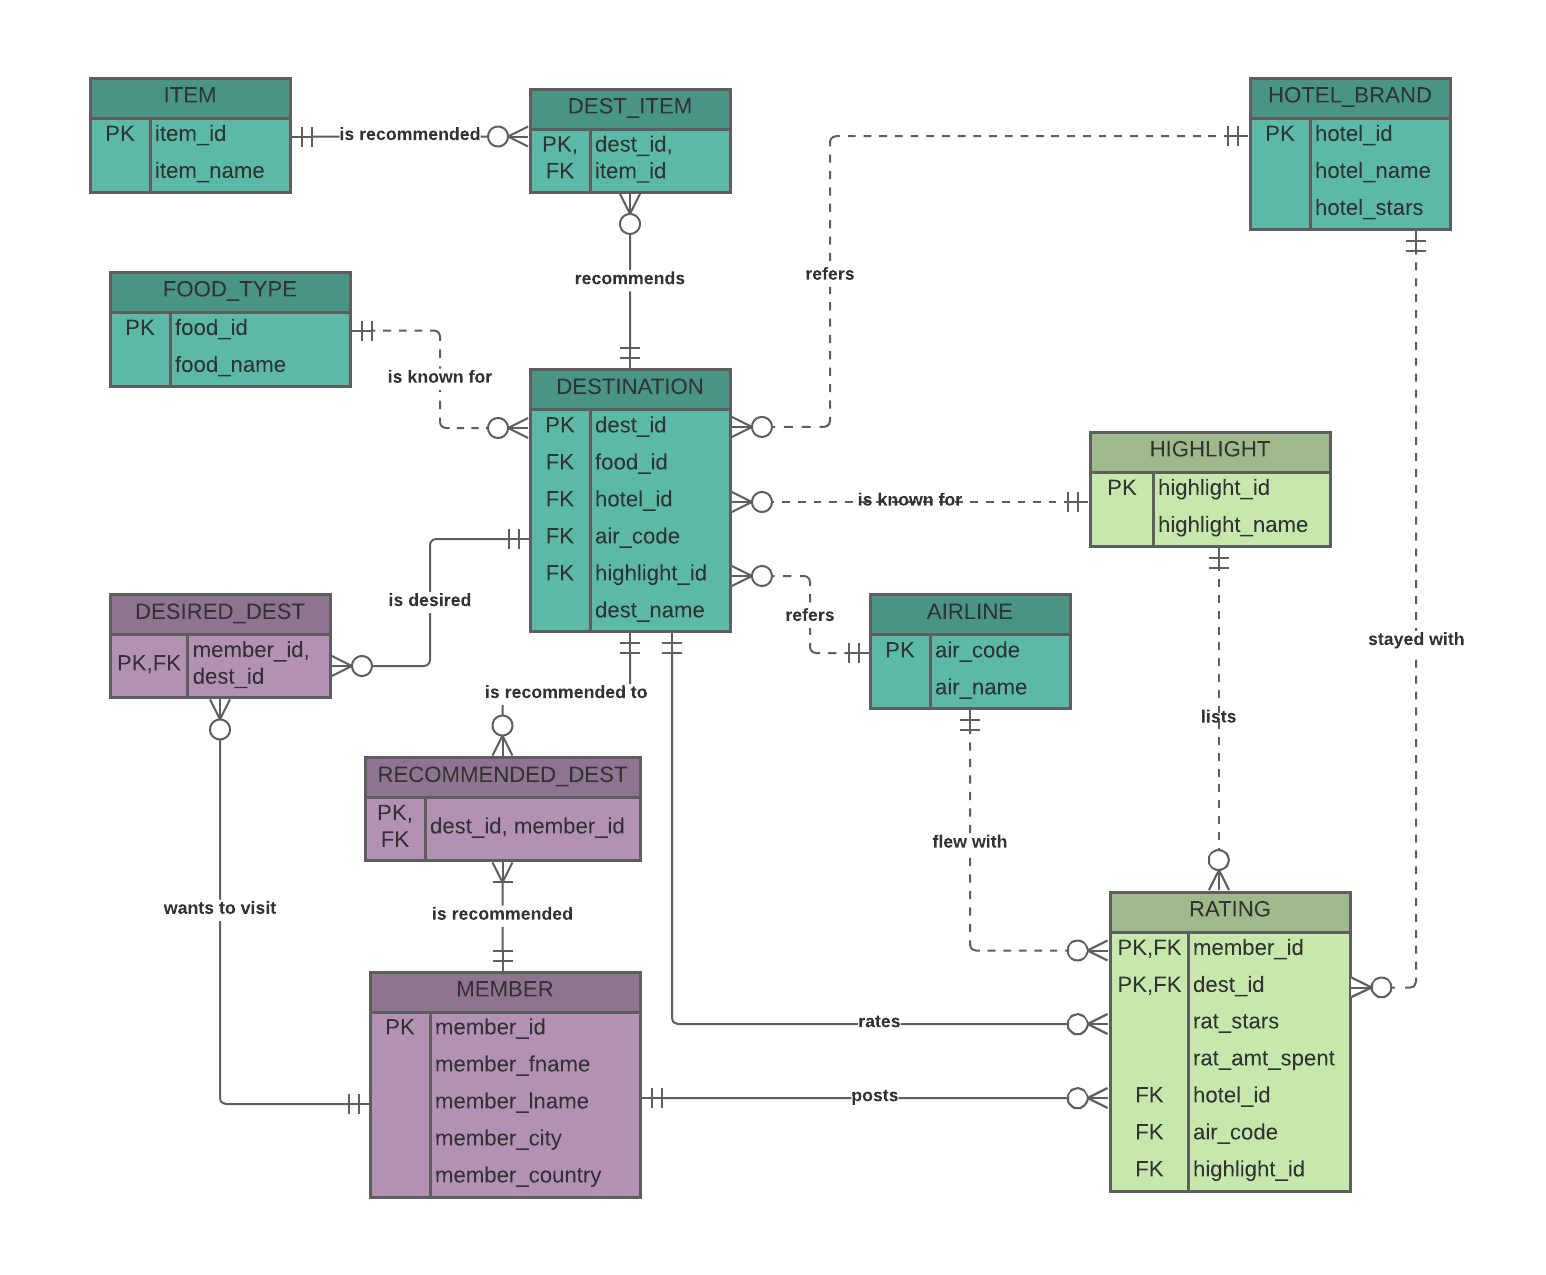 ITEM
PK item_id
item_name
is recommended
DEST_ITEM
PK, dest_id,
FK item_id
HOTEL_BRAND
PK hotel_id
hotel_name
hotel_stars
refers
recommends
FOOD_TYPE
PK food_id
food_name
is known for
DESTINATION
PK dest_id
FK food_id
FK hotel_id
FK air_code
FK highlight_id
dest_name
is known for
HIGHLIGHT
PK highlight_id
highlight_name
refers
AIRLINE
PK air_code
air_name
stayed with
is desired
DESIRED_DEST
PK,FK member_id,
dest_id
is recommended to
lists
RECOMMENDED_DEST
PK,
FK dest_id, member_id
flew with
wants to visit
is recommended
MEMBER
PK member_id
member_fname
member_lname
member_city
member_country
rates
posts
RATING
PK,FK member_id
PK,FK dest_id
rat_stars
rat_amt_spent
FK hotel_id
FK air_code
FK highlight_id